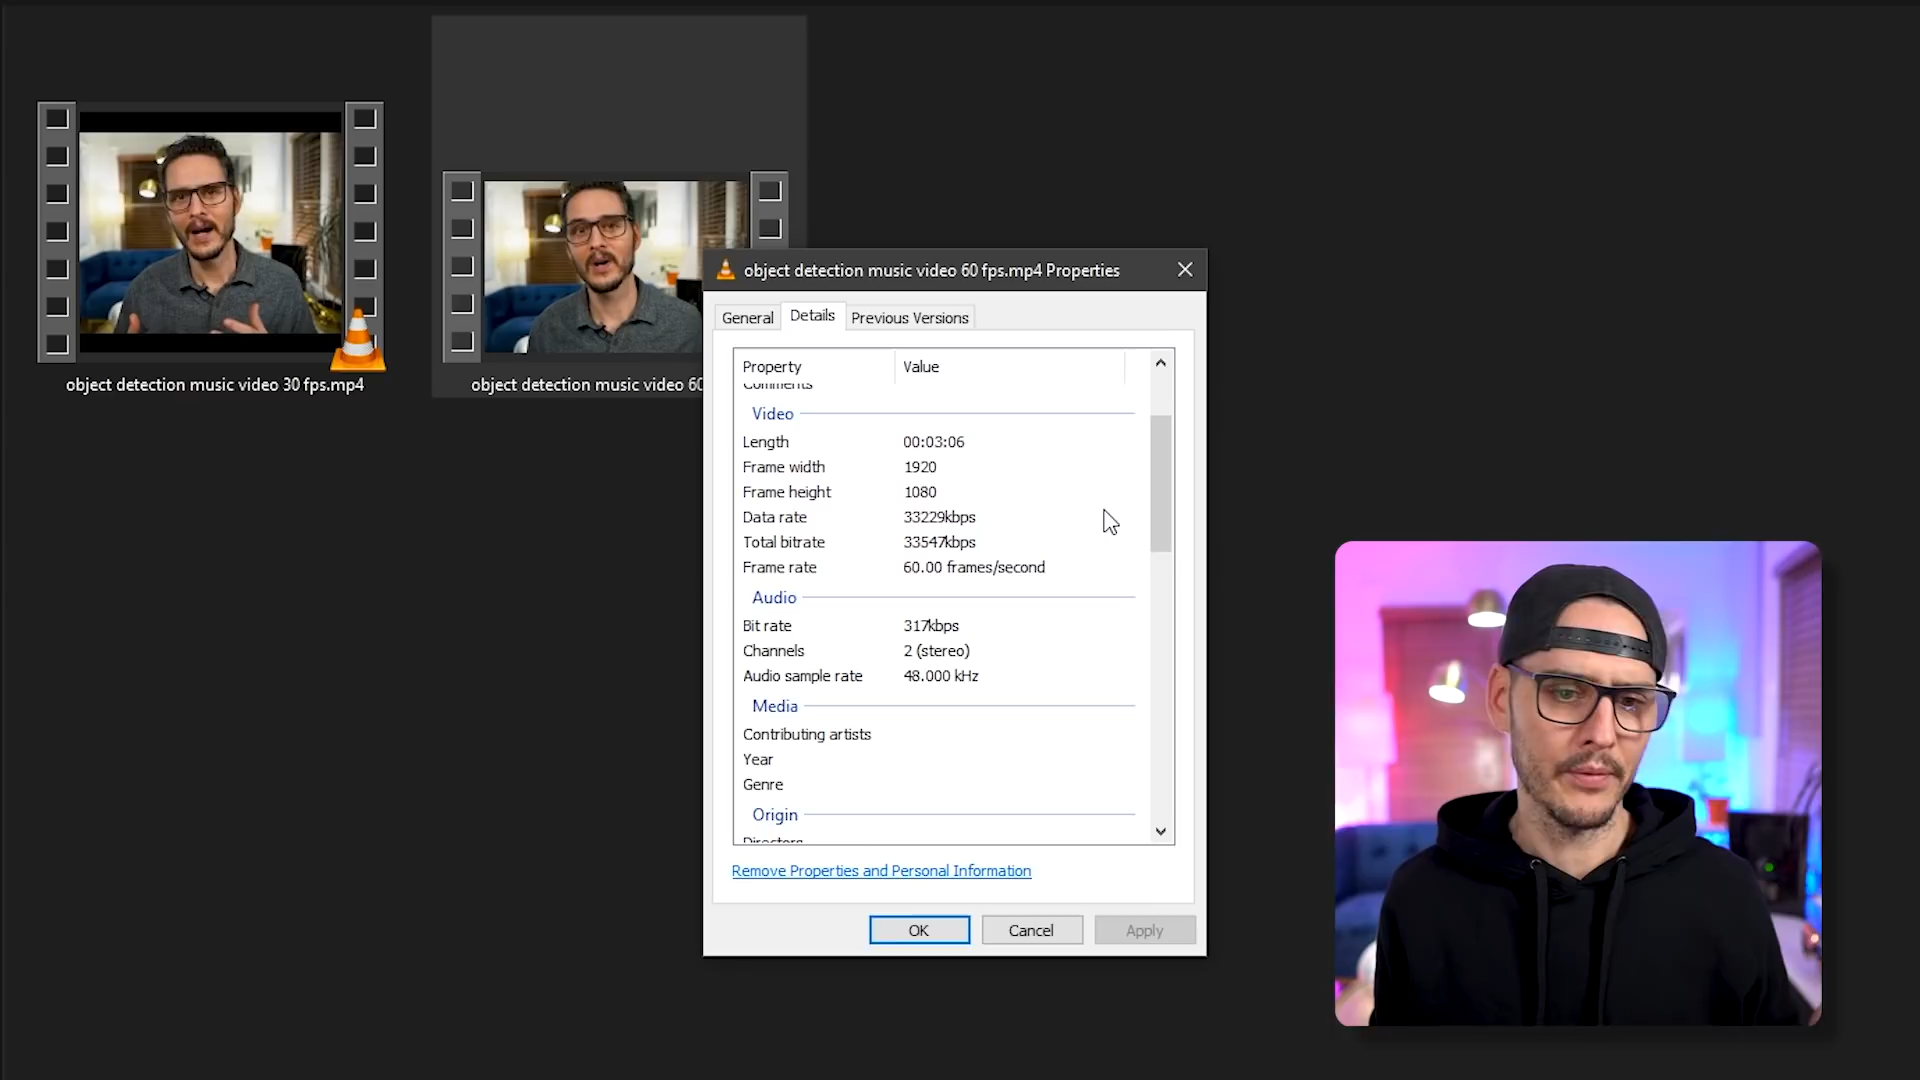 object detection music video 30 fps.mp4
object detection music video 60
object detection music video 60 fps.mp4 Properties
General
Details
Previous Versions
Property Value
Comments
Video
Length 00:03:06
Frame width 1920
Frame height 1080
Data rate 33229kbps
Total bitrate 33547kbps
Frame rate 60.00 frames/second
Audio
Bit rate 317kbps
Channels 2 (stereo)
Audio sample rate 48.000 kHz
Media
Contributing artists
Year
Genre
Origin
Directors
Remove Properties and Personal Information
OK
Cancel
Apply